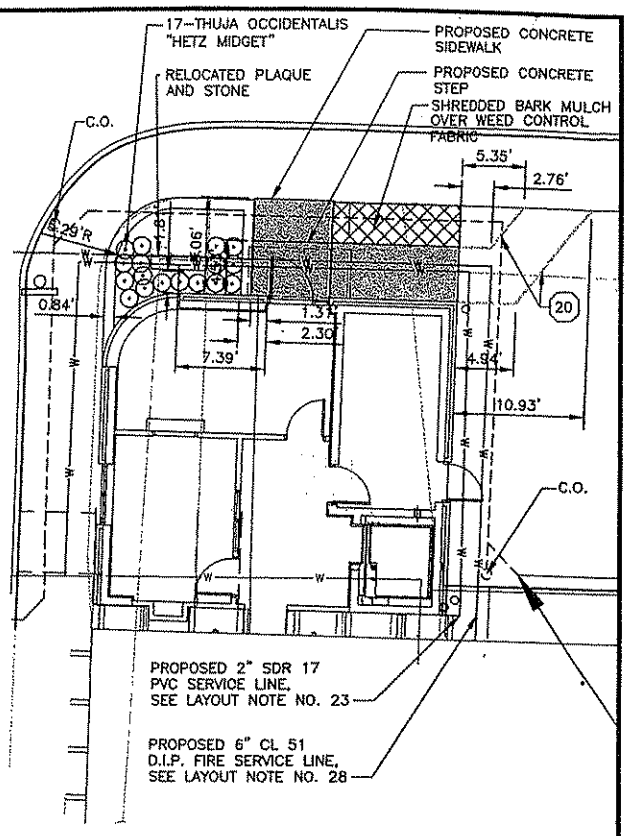 17-THUJA OCCIDENTALIS
"HETZ MIDGET"
RELOCATED PLAQUE
AND STONE
C.O.
PROPOSED CONCRETE
SIDEWALK
PROPOSED CONCRETE
STEP
SHREDDED BARK MULCH
OVER WEED CONTROL
FABRIC
5.35'
2.76'
0.84'
1.31'
2.30'
7.39'
4.94'
20
10.93'
W
W
W
W
W
W
W
W
W
W
C.O.
PROPOSED 2" SDR 17
PVC SERVICE LINE,
SEE LAYOUT NOTE NO. 23
PROPOSED 6" CL 51
D.I.P. FIRE SERVICE LINE,
SEE LAYOUT NOTE NO. 28